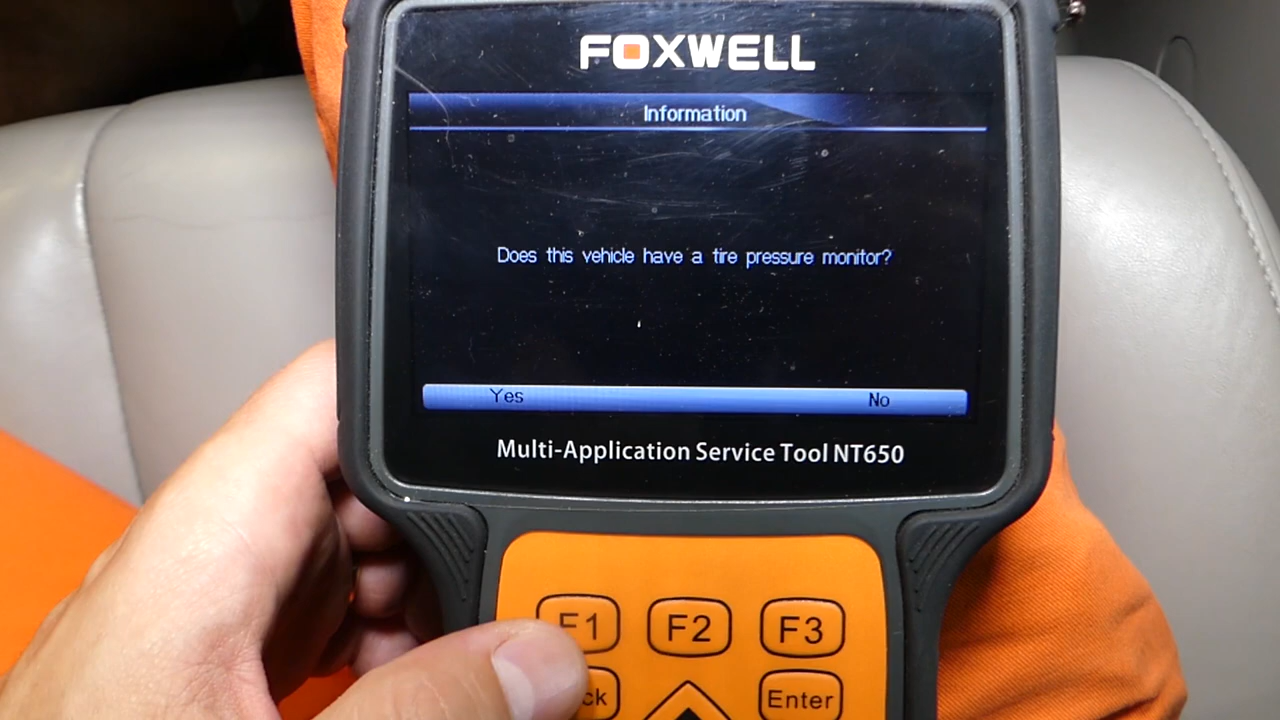 FOXWELL
Information
Does this vehicle have a tire pressure monitor?
Yes No
Multi-Application Service Tool NT650
F1 F2 F3
Enter